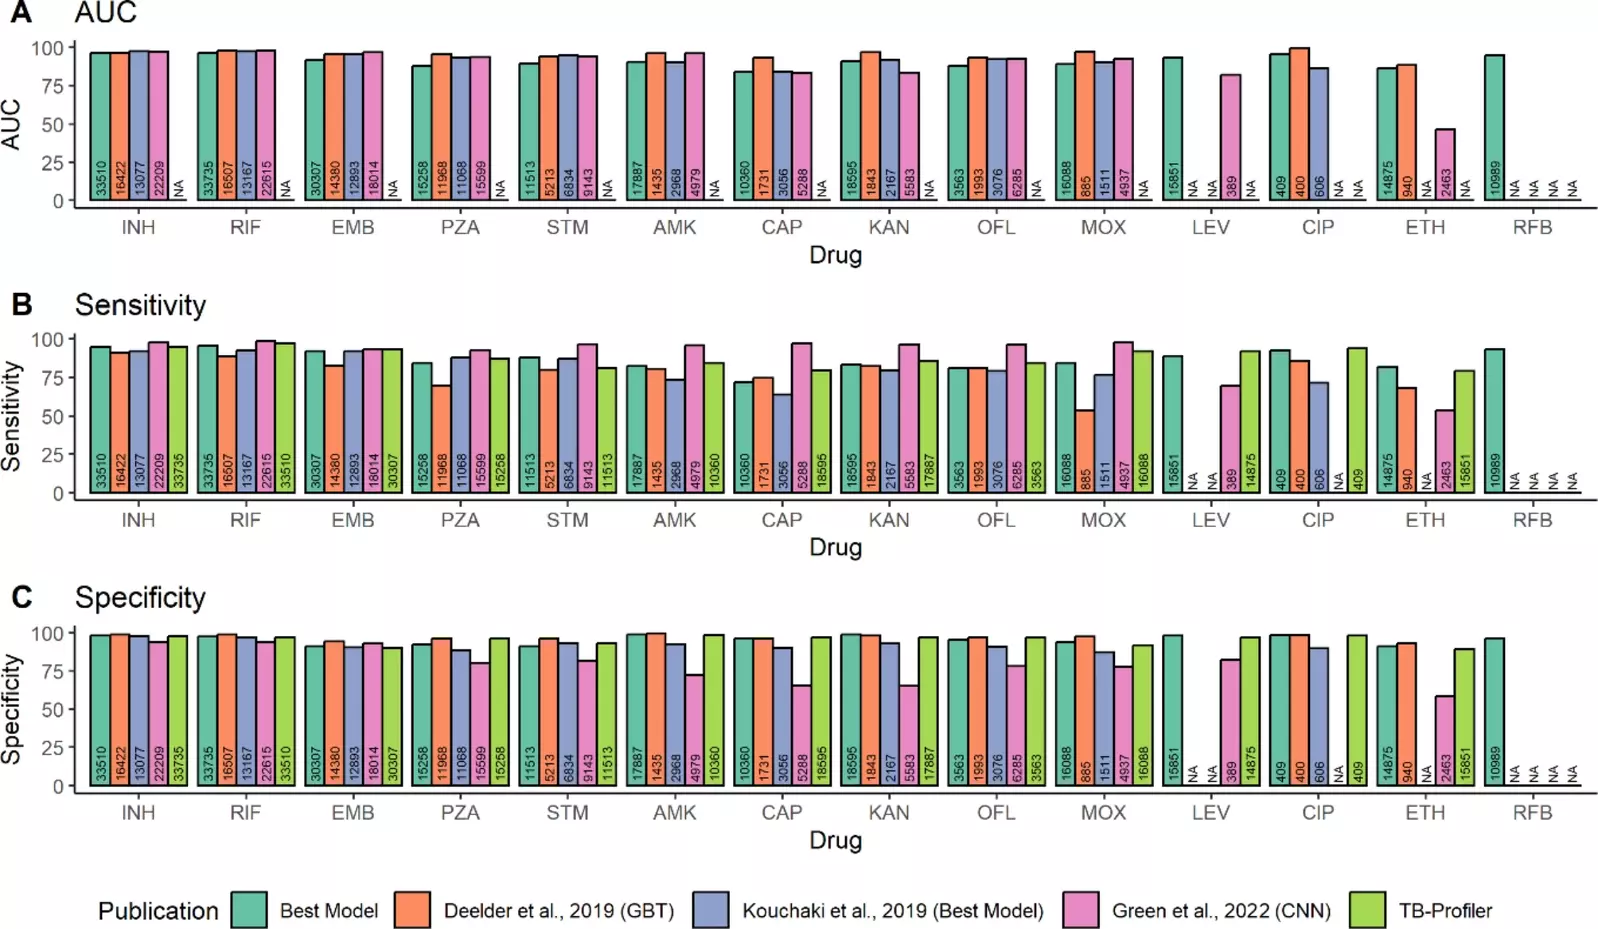 A AUC
100
75
50
25
0
AUC
33510 16422 13077 22209 NA 33735 16507 13167 22615 NA 30307 14380 12893 18014 NA 15258 11968 11068 15599 NA 11513 5213 6834 9143 NA 17887 1435 2968 4979 NA 10360 1731 3056 5288 NA 18595 1843 2167 5583 NA 3563 1993 3076 6285 NA 16088 885 1511 4937 NA 15851 NA NA 389 NA 409 400 606 NA NA 14875 940 NA 2463 NA 10989 NA NA NA NA
INH RIF EMB PZA STM AMK CAP KAN OFL MOX LEV CIP ETH RFB
Drug
B Sensitivity
100
75
50
25
0
Sensitivity
33510 16422 13077 22209 33735 33735 16507 13167 22615 33510 30307 14380 12893 18014 30307 15258 11968 11068 15599 15258 11513 5213 6834 9143 11513 17887 1435 2968 4979 10360 10360 1731 3056 5288 18595 18595 1843 2167 5583 17887 3563 1993 3076 6285 3563 16088 885 1511 4937 16088 15851 NA NA 389 14875 409 400 606 NA 409 14875 940 NA 2463 15851 10989 NA NA NA NA
INH RIF EMB PZA STM AMK CAP KAN OFL MOX LEV CIP ETH RFB
Drug
C Specificity
100
75
50
25
0
Specificity
33510 16422 13077 22209 33735 33735 16507 13167 22615 33510 30307 14380 12893 18014 30307 15258 11968 11068 15599 15258 11513 5213 6834 9143 11513 17887 1435 2968 4979 10360 10360 1731 3056 5288 18595 18595 1843 2167 5583 17887 3563 1993 3076 6285 3563 16088 885 1511 4937 16088 15851 NA NA 389 14875 409 400 606 NA 409 14875 940 NA 2463 15851 10989 NA NA NA NA
INH RIF EMB PZA STM AMK CAP KAN OFL MOX LEV CIP ETH RFB
Drug
Publication Best Model Deelder et al., 2019 (GBT) Kouchaki et al., 2019 (Best Model) Green et al., 2022 (CNN) TB-Profiler